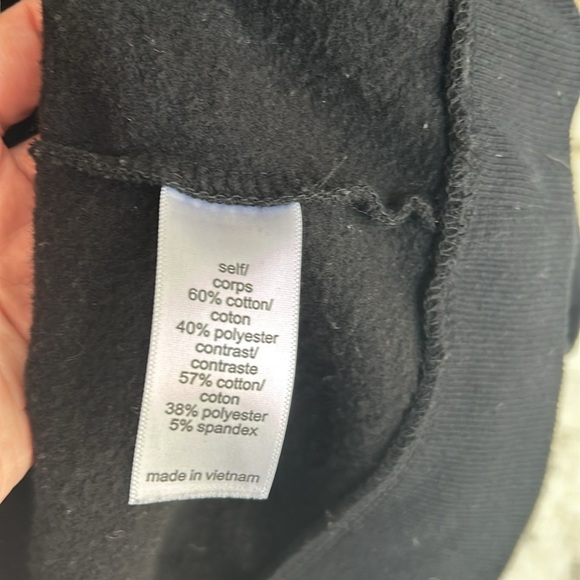 self/
corps
60% cotton/
coton
40% polyester
contrast/
contraste
57% cotton/
coton
38% polyester
5% spandex
made in vietnam